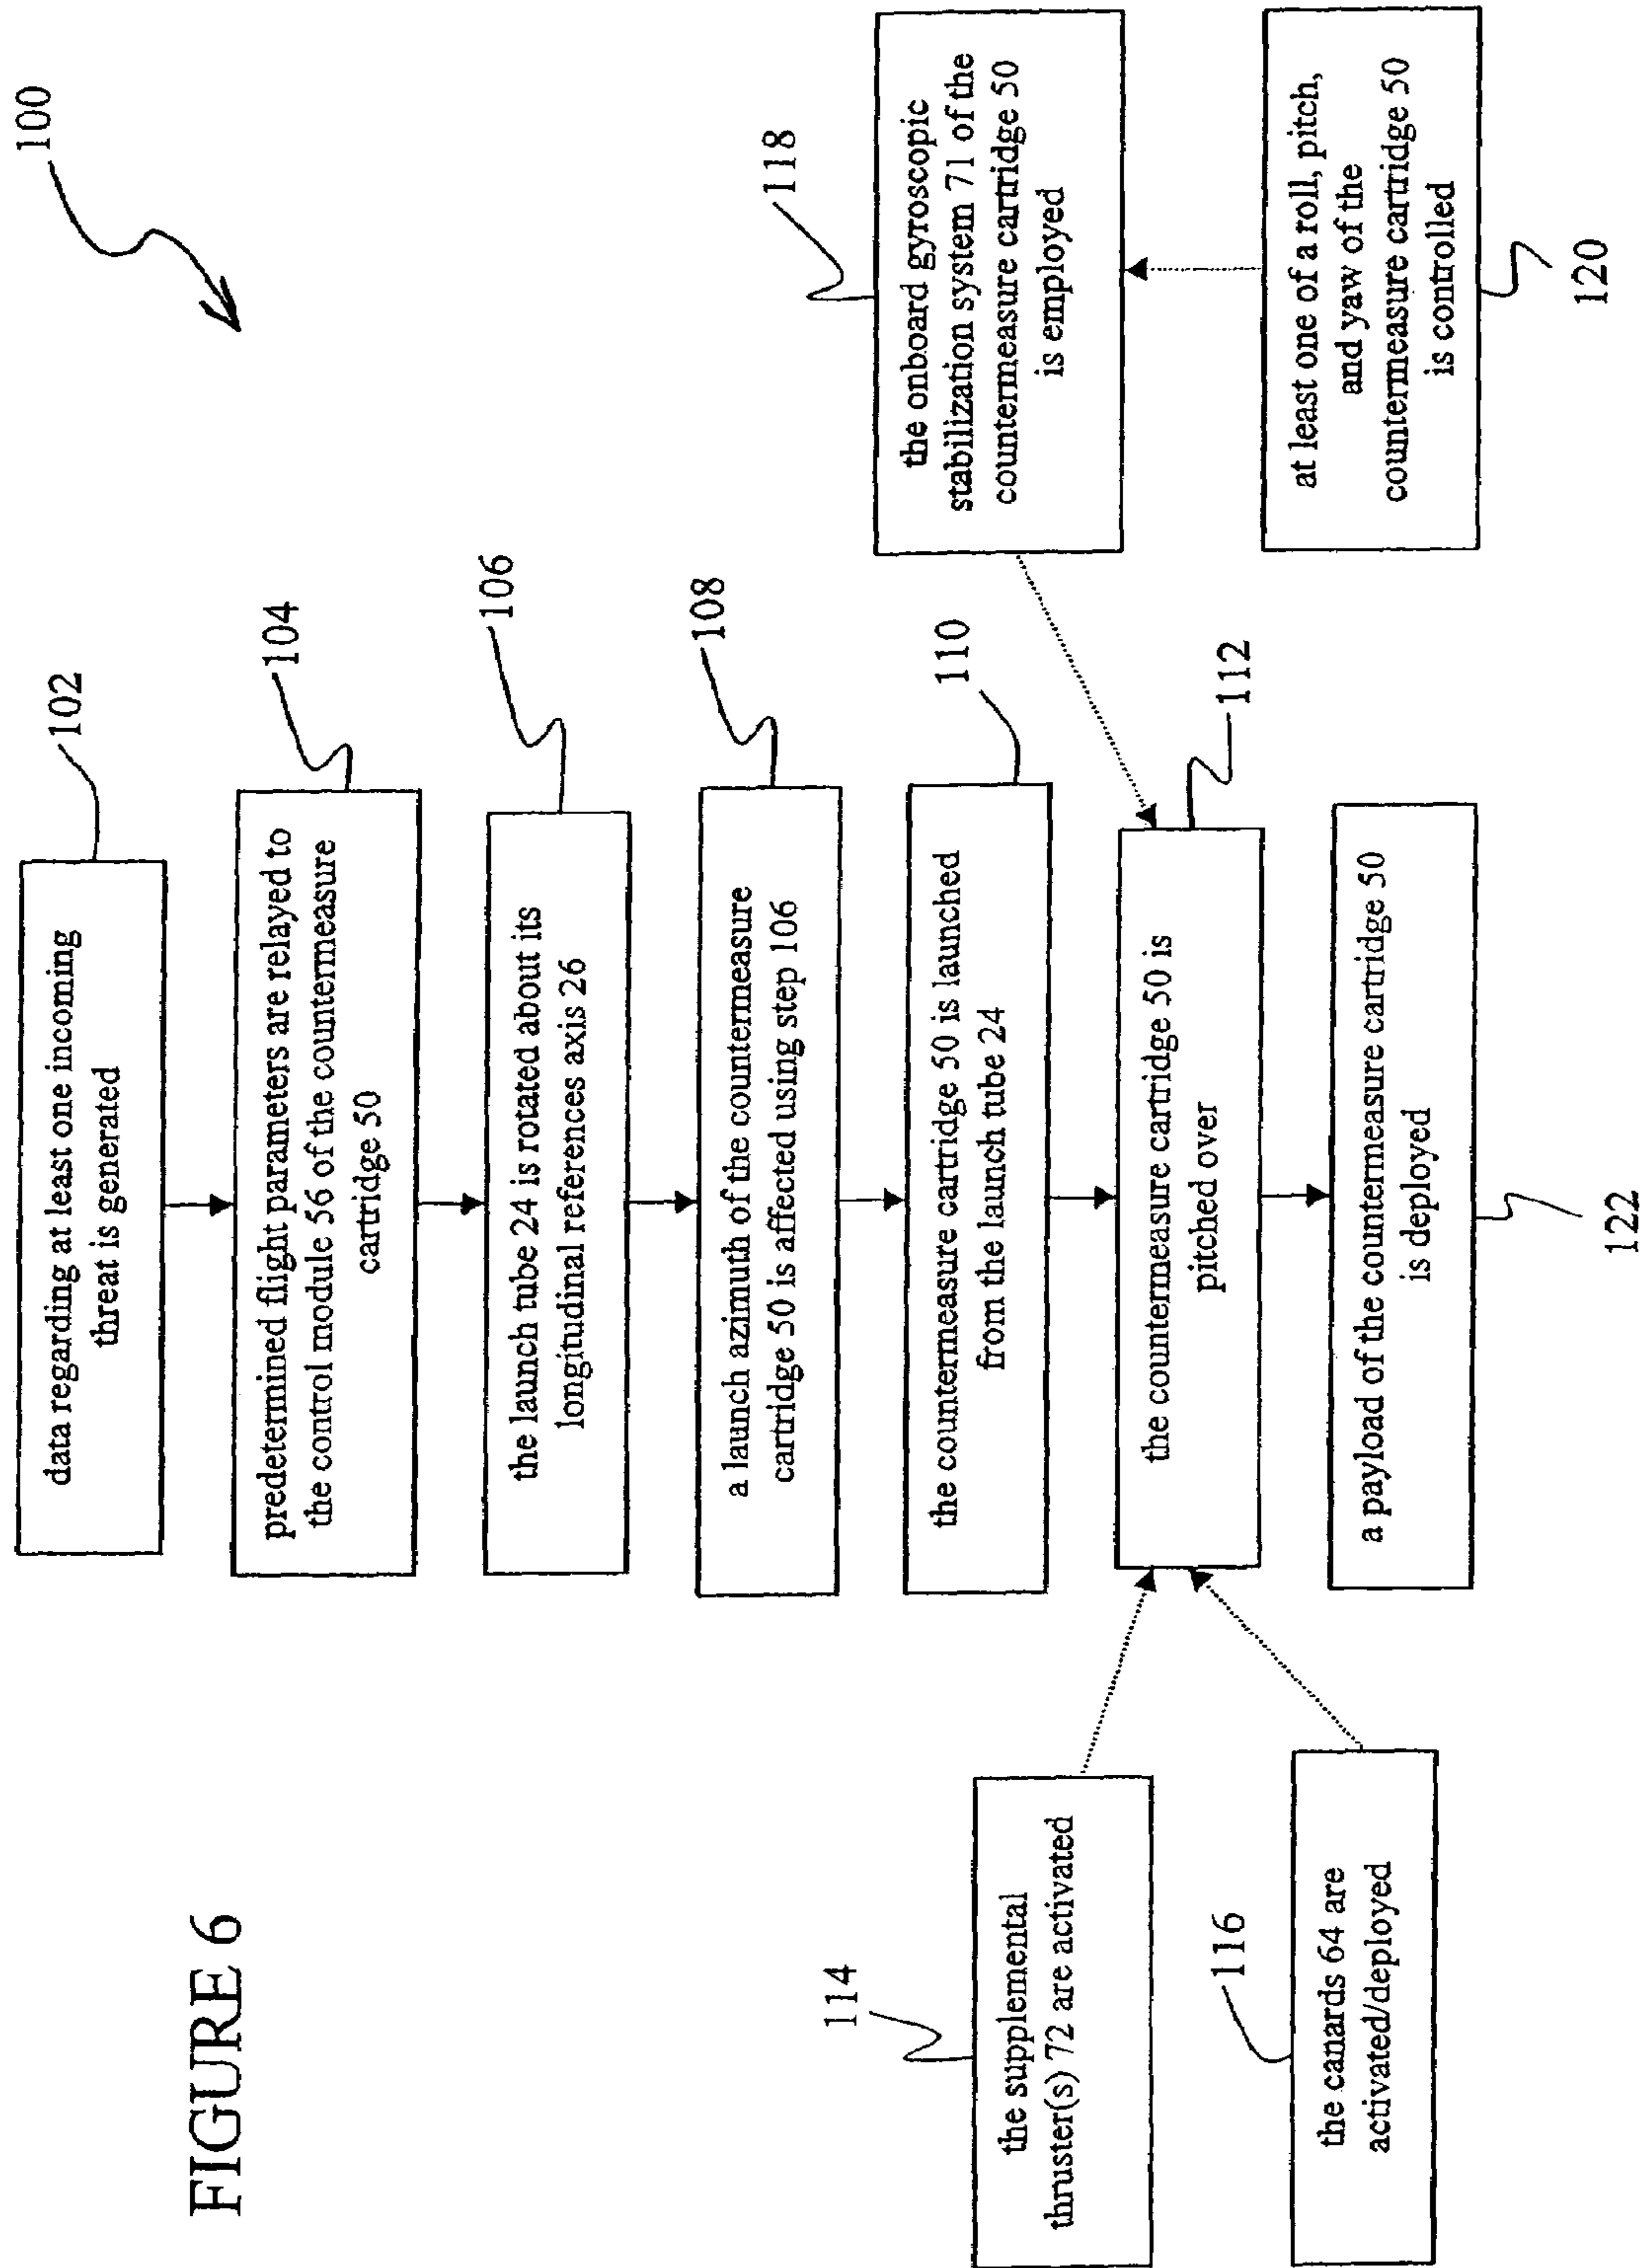 FIGURE 6
100
data regarding at least one incoming
threat is generated
102
predetermined flight parameters are relayed to
the control module 56 of the countermeasure
cartridge 50
104
the launch tube 24 is rotated about its
longitudinal references axis 26
106
a launch azimuth of the countermeasure
cartridge 50 is affected using step 106
108
the countermeasure cartridge 50 is launched
from the launch tube 24
110
the countermeasure cartridge 50 is
pitched over
112
114
the supplemental
thruster(s) 72 are activated
116
the canards 64 are
activated/deployed
118
the onboard gyroscopic
stabilization system 71 of the
countermeasure cartridge 50
is employed
at least one of a roll, pitch,
and yaw of the
countermeasure cartridge 50
is controlled
120
a payload of the countermeasure cartridge 50
is deployed
122